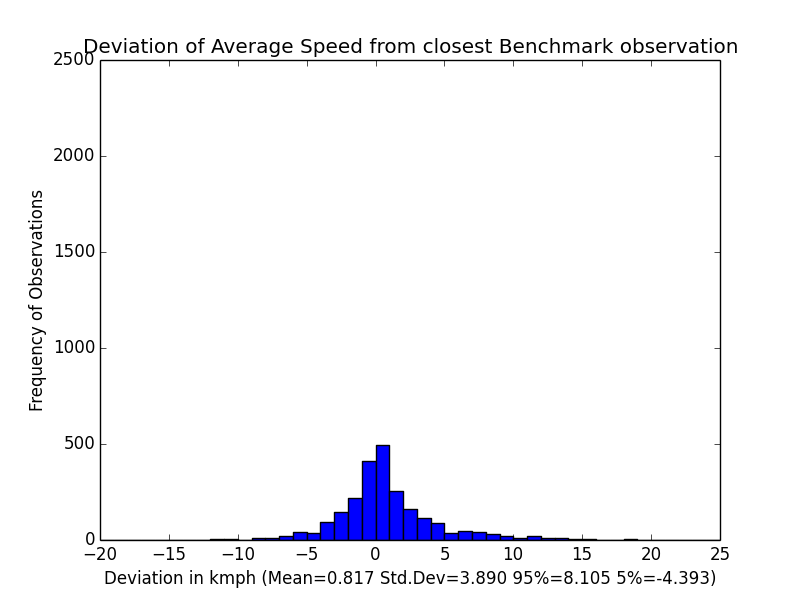 Deviation of Average Speed from closest Benchmark observation
2500
2000
1500
1000
500
0
Frequency of Observations
−20 −15 −10 −5 0 5 10 15 20 25
Deviation in kmph (Mean=0.817 Std.Dev=3.890 95%=8.105 5%=-4.393)